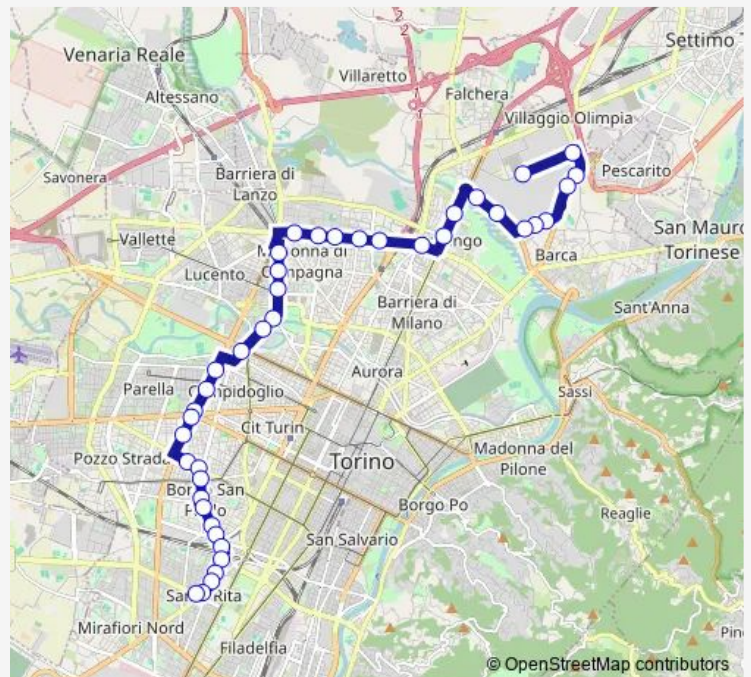 Venaria Reale
Settimo
Villaretto
Altessano
Falchera
Villaggio Olimpia
Savonera
Barriera di
Lanzo
Pescarito
Vallette
San Mauro
Torinese
Barca
Lucento
Barriera di
Milano
Sant'Anna
Aurora
Parella
Sassi
Cit Turin
Pozzo Strada
Torino
Madonna del
Pilone
Borgo Po
Reaglie
San Salvario
Mirafiori Nord
Filadelfia
© OpenStreetMap contributors